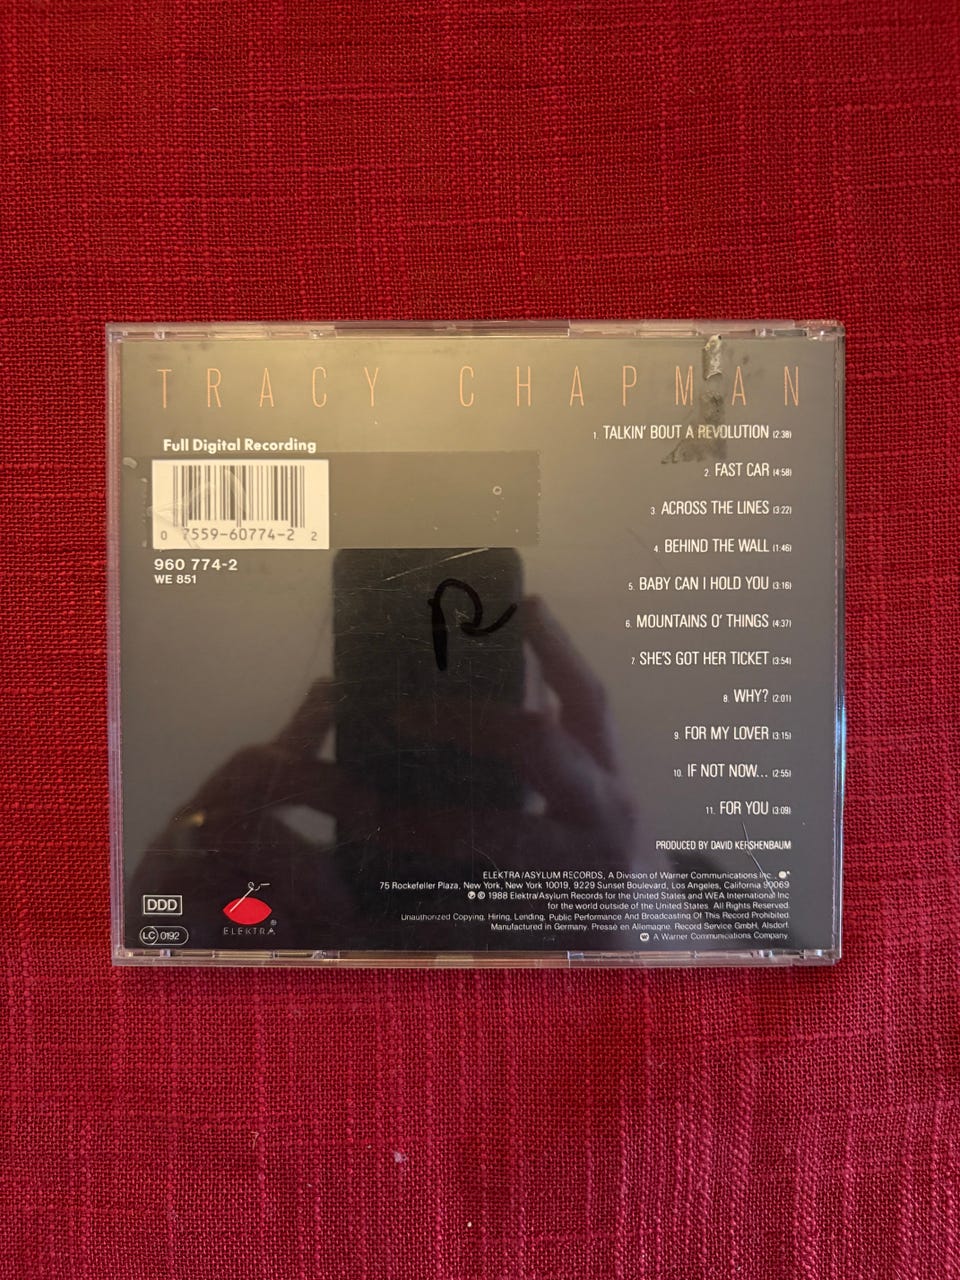 TRACY CHAPMAN
Full Digital Recording
0 7559-60774-2 2
960 774-2
WE 851
1. TALKIN' BOUT A REVOLUTION (2:38)
2. FAST CAR (4:58)
3. ACROSS THE LINES (3:22)
4. BEHIND THE WALL (1:46)
5. BABY CAN I HOLD YOU (3:16)
6. MOUNTAINS O' THINGS (4:37)
7. SHE'S GOT HER TICKET (3:54)
8. WHY? (2:01)
9. FOR MY LOVER (3:15)
10. IF NOT NOW... (2:55)
11. FOR YOU (3:09)
PRODUCED BY DAVID KERSHENBAUM
ELEKTRA/ASYLUM RECORDS, A Division of Warner Communications Inc.,
75 Rockefeller Plaza, New York, New York 10019, 9229 Sunset Boulevard, Los Angeles, California 90069
℗ © 1988 Elektra/Asylum Records for the United States and WEA International Inc.
for the world outside of the United States. All Rights Reserved.
Unauthorized Copying, Hiring, Lending, Public Performance And Broadcasting Of This Record Prohibited.
Manufactured in Germany. Pressé en Allemagne. Record Service GmbH, Alsdorf.
A Warner Communications Company.
DDD
LC 0192
ELEKTRA ®